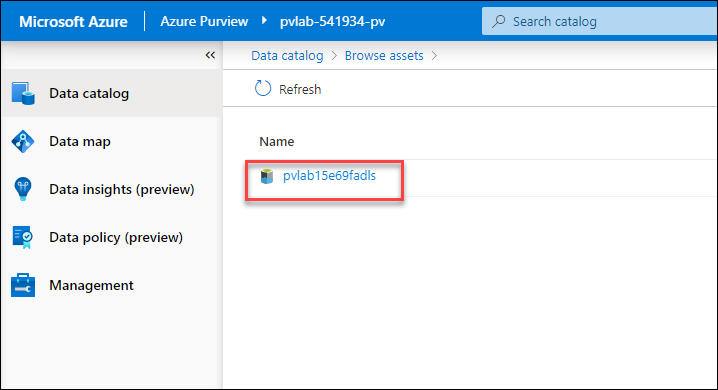 Microsoft Azure Azure Purview pvlab-541934-pv Search catalog
«
Data catalog
Data map
Data insights (preview)
Data policy (preview)
Management
Data catalog > Browse assets >
Refresh
Name
pvlab15e69fadls